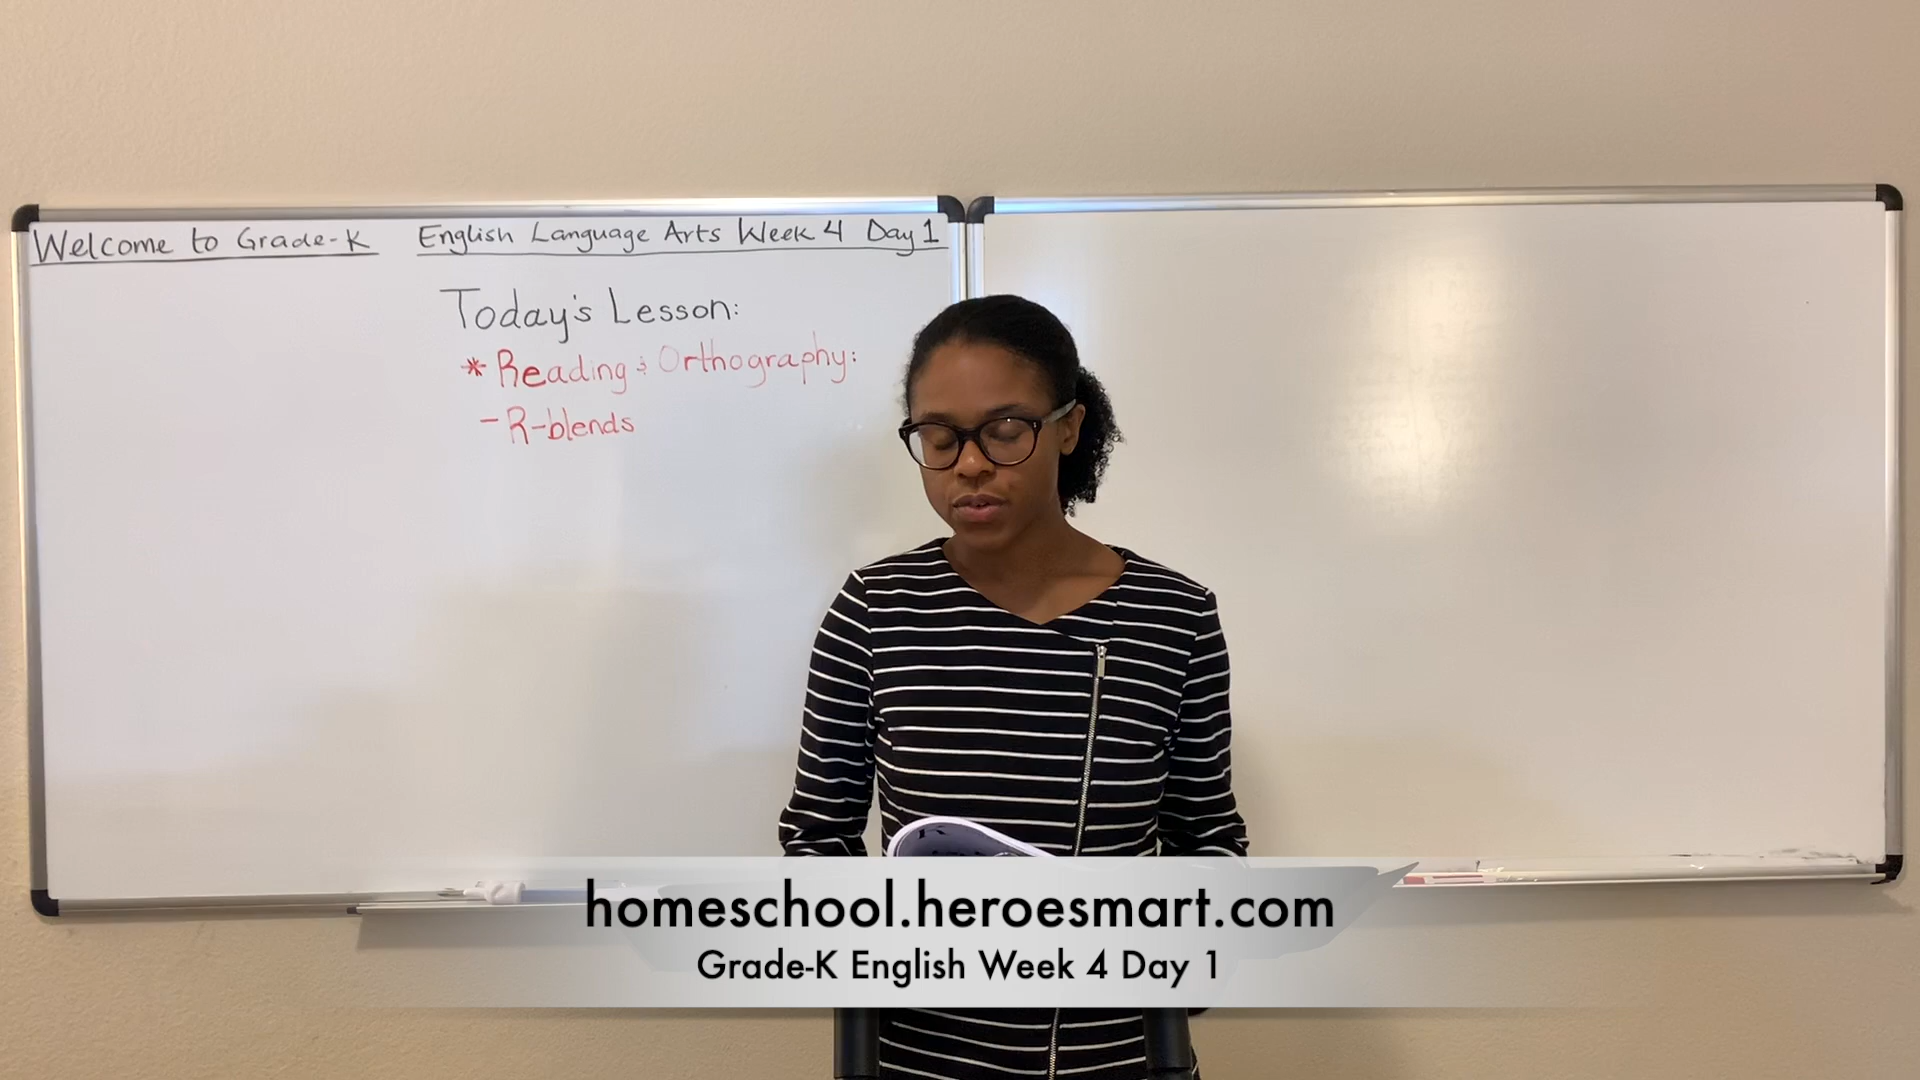 Welcome to Grade-K English Language Arts Week 4 Day 1
Today's Lesson:
* Reading & Orthography:
- R-blends
K
homeschool.heroesmart.com
Grade-K English Week 4 Day 1